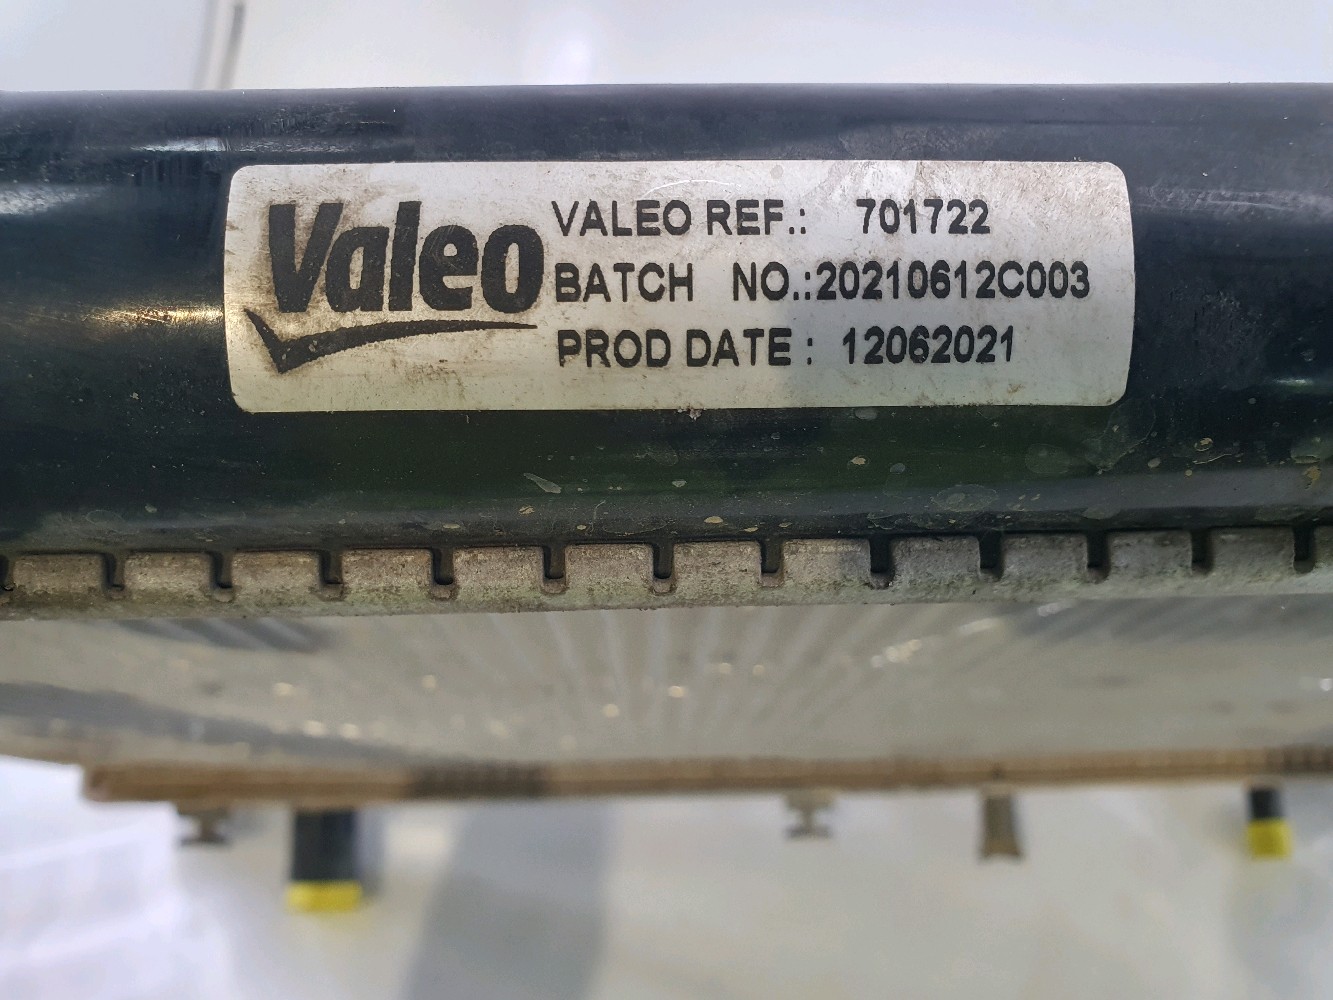 Valeo
VALEO REF.: 701722
BATCH NO.:20210612C003
PROD DATE : 12062021